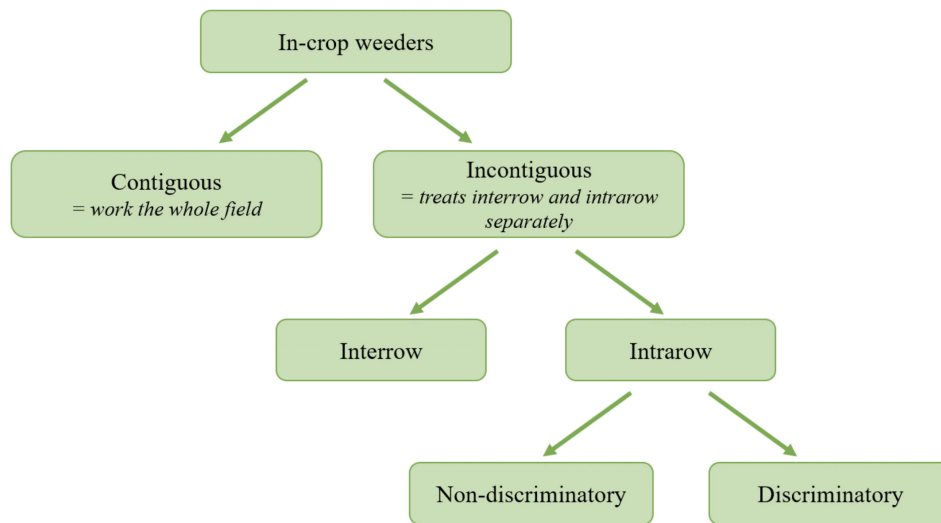 In-crop weeders
Contiguous
= work the whole field
Incontiguous
= treats interrow and intrarow
separately
Interrow
Intrarow
Non-discriminatory
Discriminatory